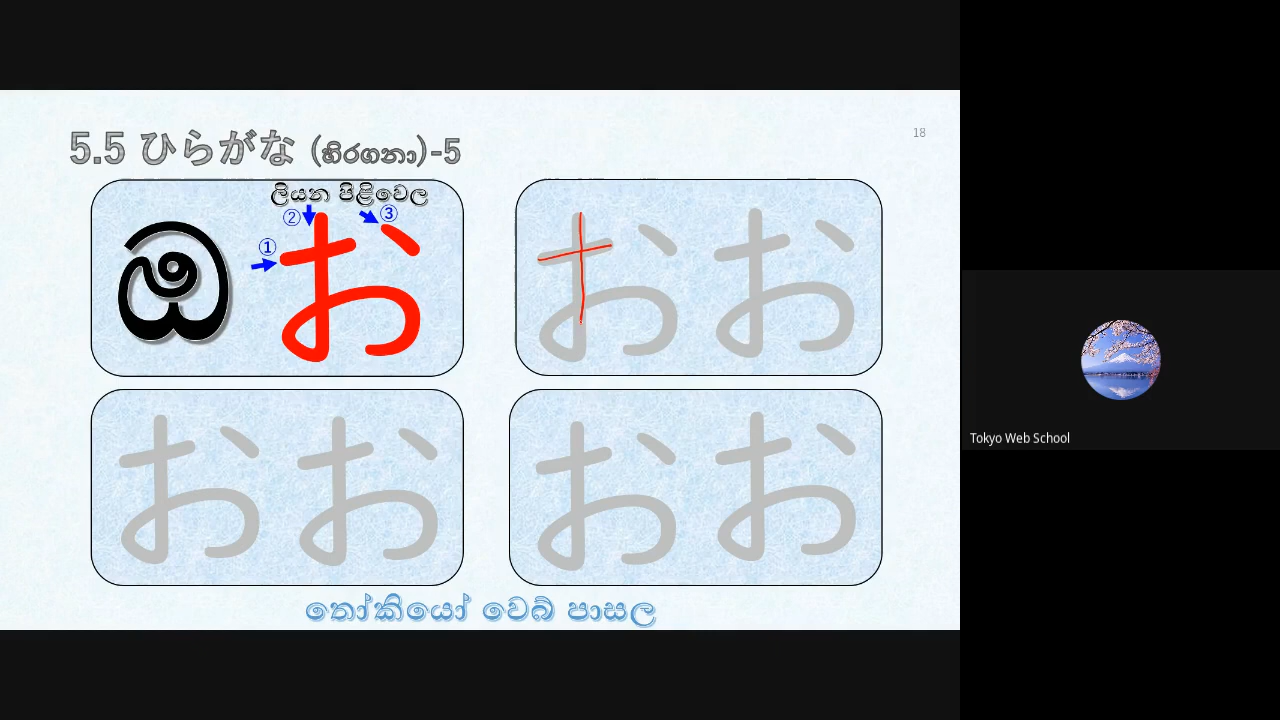 18
5.5 ひらがな (හිරගනා)-5
ලියන පිළිවෙල
② ③
①
ඔ お
お お
お お
お お
තෝකියෝ වෙබ් පාසල
Tokyo Web School